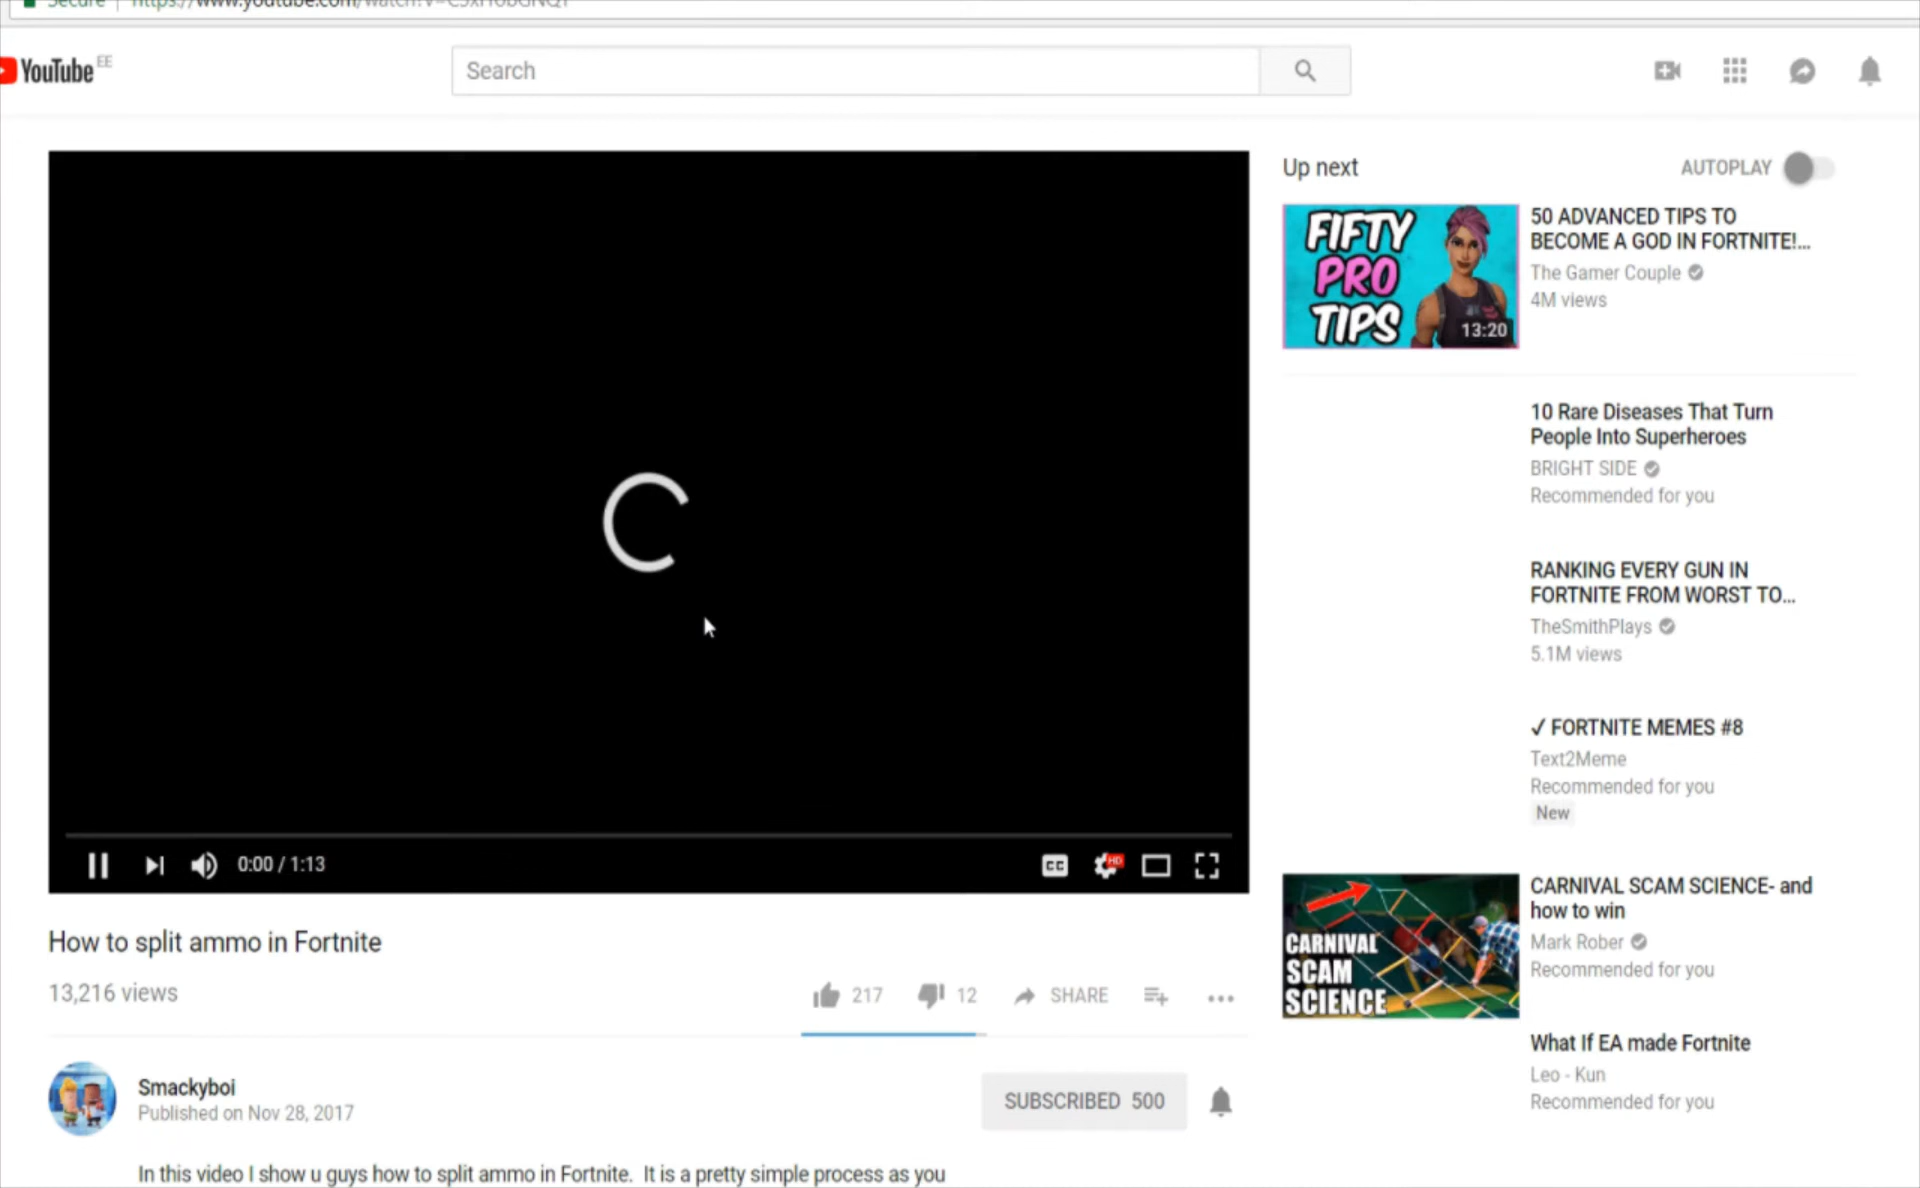 Secure
YouTube EE
Search
Up next
AUTOPLAY
FIFTY
PRO
TIPS
13:20
50 ADVANCED TIPS TO
BECOME A GOD IN FORTNITE!...
The Gamer Couple
4M views
10 Rare Diseases That Turn
People Into Superheroes
BRIGHT SIDE
Recommended for you
RANKING EVERY GUN IN
FORTNITE FROM WORST TO...
TheSmithPlays
5.1M views
✓ FORTNITE MEMES #8
Text2Meme
Recommended for you
New
CARNIVAL
SCAM
SCIENCE
CARNIVAL SCAM SCIENCE- and
how to win
Mark Rober
Recommended for you
What If EA made Fortnite
Leo - Kun
Recommended for you
0:00 / 1:13
CC
HD
How to split ammo in Fortnite
13,216 views
217
12
SHARE
Smackyboi
Published on Nov 28, 2017
SUBSCRIBED 500
In this video I show u guys how to split ammo in Fortnite. It is a pretty simple process as you